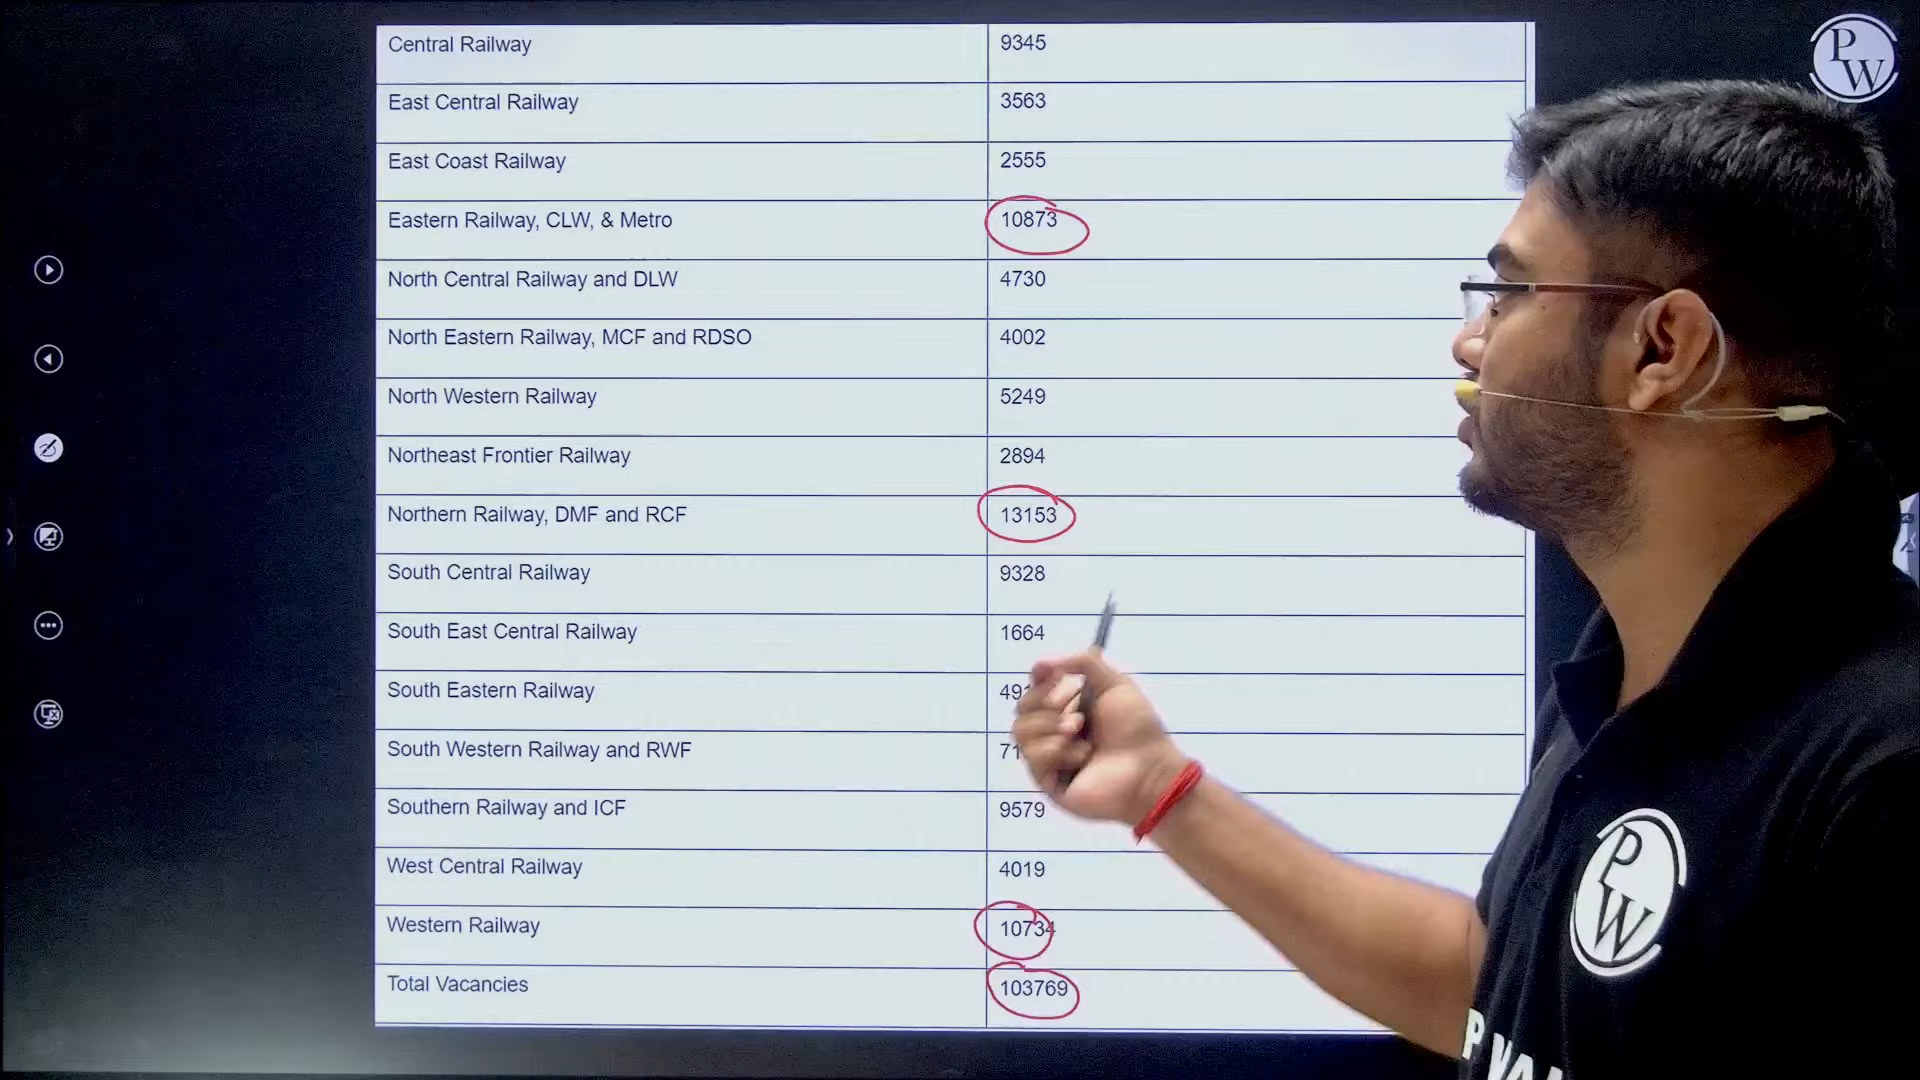 Central Railway 9345
East Central Railway 3563
East Coast Railway 2555
Eastern Railway, CLW, & Metro 10873
North Central Railway and DLW 4730
North Eastern Railway, MCF and RDSO 4002
North Western Railway 5249
Northeast Frontier Railway 2894
Northern Railway, DMF and RCF 13153
South Central Railway 9328
South East Central Railway 1664
South Eastern Railway
South Western Railway and RWF
Southern Railway and ICF 9579
West Central Railway 4019
Western Railway 10734
Total Vacancies 103769
PW
PW